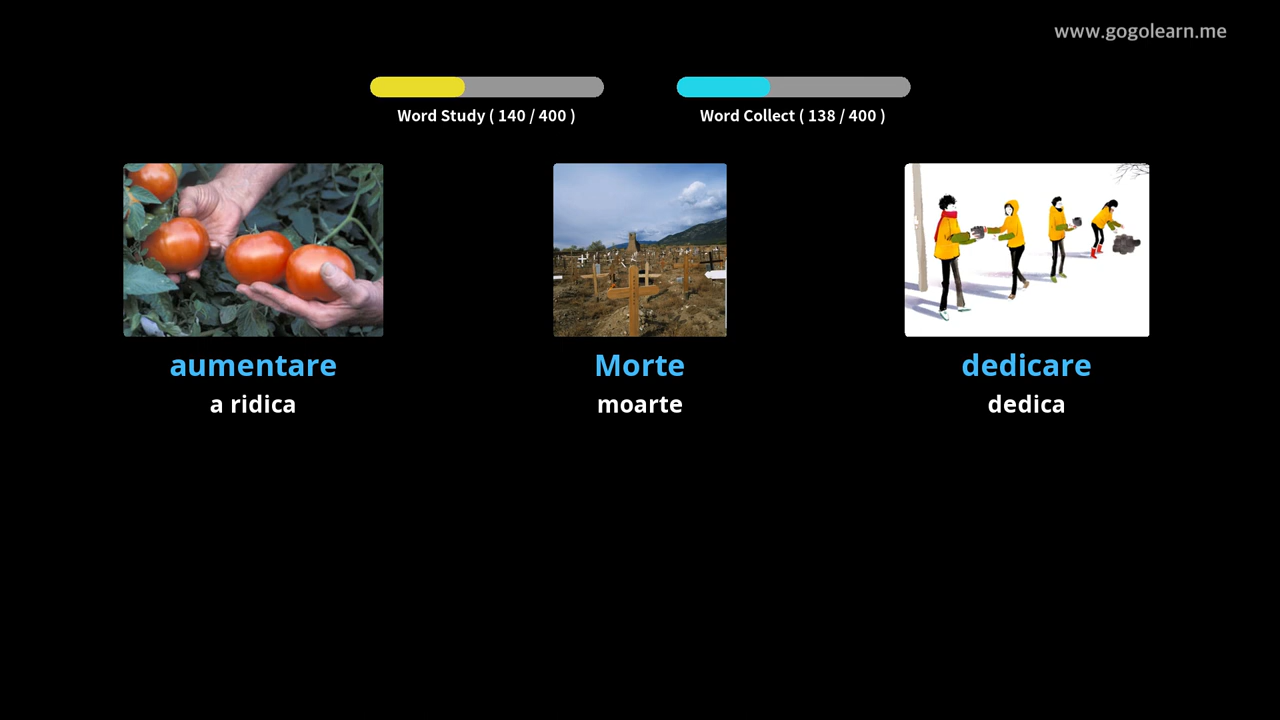 www.gogolearn.me
Word Study ( 140 / 400 )
Word Collect ( 138 / 400 )
aumentare
a ridica
Morte
moarte
dedicare
dedica